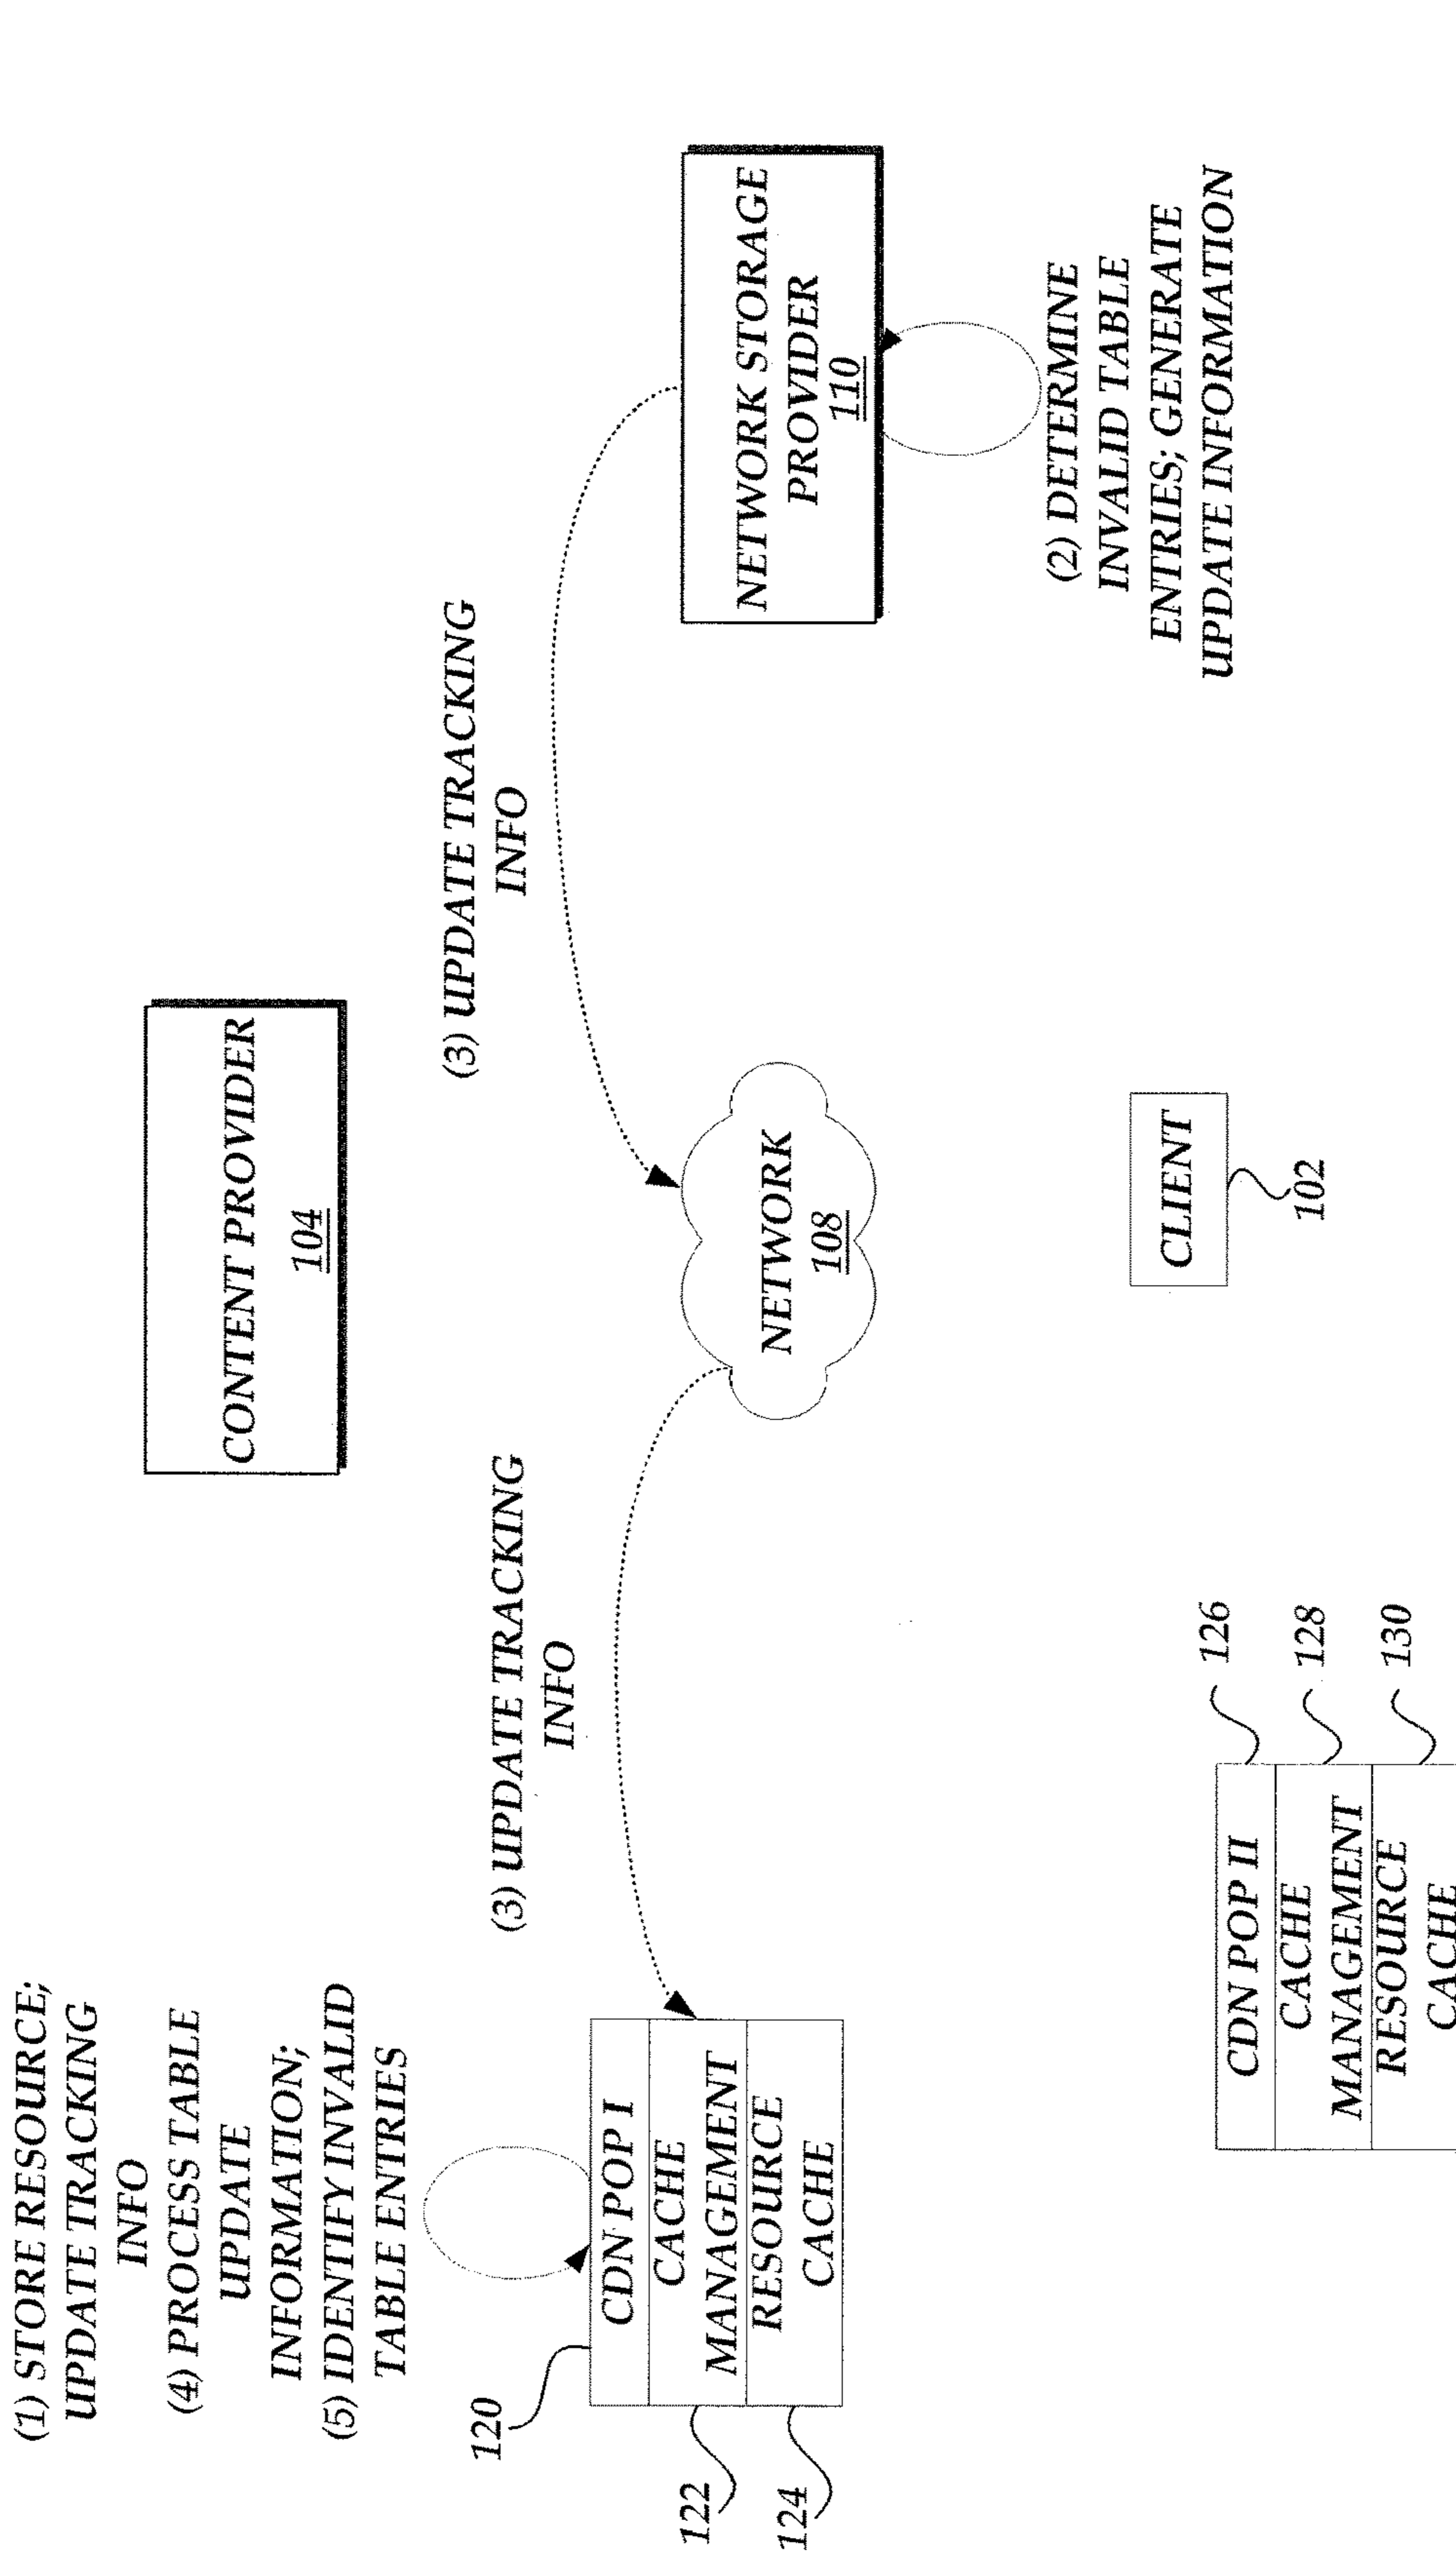 (1) STORE RESOURCE;
UPDATE TRACKING
INFO
(4) PROCESS TABLE
UPDATE
INFORMATION;
(5) IDENTIFY INVALID
TABLE ENTRIES
120
CDN POP I
CACHE
MANAGEMENT
RESOURCE
CACHE
122
124
(3) UPDATE TRACKING
INFO
CONTENT PROVIDER
104
(3) UPDATE TRACKING
INFO
NETWORK
108
NETWORK STORAGE
PROVIDER
110
(2) DETERMINE
INVALID TABLE
ENTRIES; GENERATE
UPDATE INFORMATION
CLIENT
102
CDN POP II
CACHE
MANAGEMENT
RESOURCE
CACHE
126
128
130